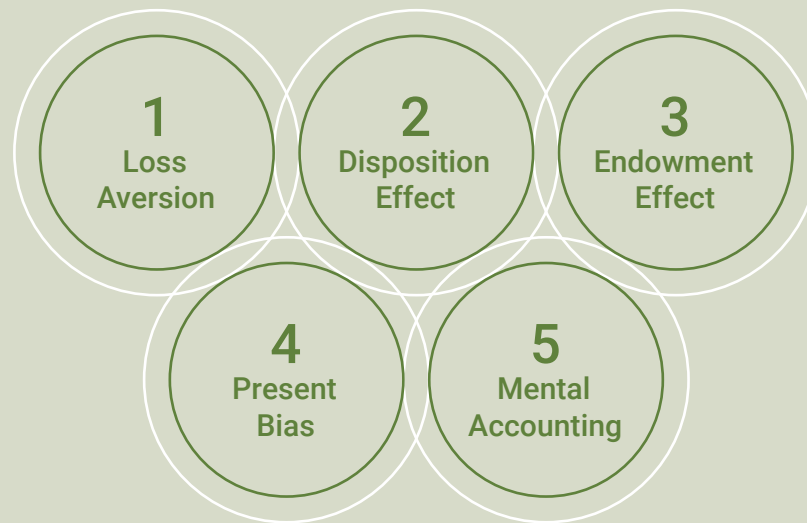 1
Loss
Aversion
2
Disposition
Effect
3
Endowment
Effect
4
Present
Bias
5
Mental
Accounting